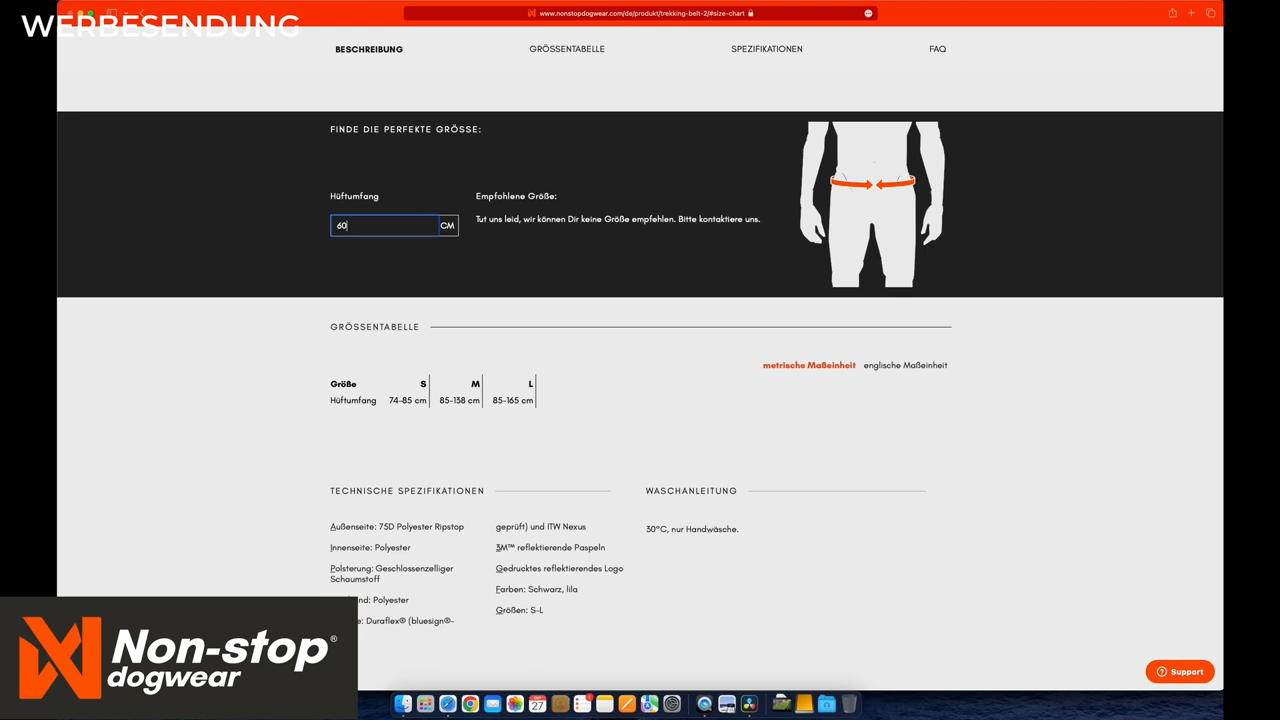 WERBESENDUNG
www.nonstopdogwear.com/de/produkt/trekking-belt-2/#size-chart
BESCHREIBUNG GRÖSSENTABELLE SPEZIFIKATIONEN FAQ
FINDE DIE PERFEKTE GRÖSSE:
Hüftumfang
60 CM
Empfohlene Größe:
Tut uns leid, wir können Dir keine Größe empfehlen. Bitte kontaktiere uns.
GRÖSSENTABELLE
metrische Maßeinheit englische Maßeinheit
Größe S M L
Hüftumfang 74-85 cm 85-138 cm 85-165 cm
TECHNISCHE SPEZIFIKATIONEN
Außenseite: 75D Polyester Ripstop
Innenseite: Polyester
Polsterung: Geschlossenzelliger
Schaumstoff
Polyester
Duraflex® (bluesign®-
geprüft) und ITW Nexus
3M™ reflektierende Paspeln
Gedrucktes reflektierendes Logo
Farben: Schwarz, lila
Größen: S-L
WASCHANLEITUNG
30°C, nur Handwäsche.
Non-stop®
dogwear
Support
OCT
27